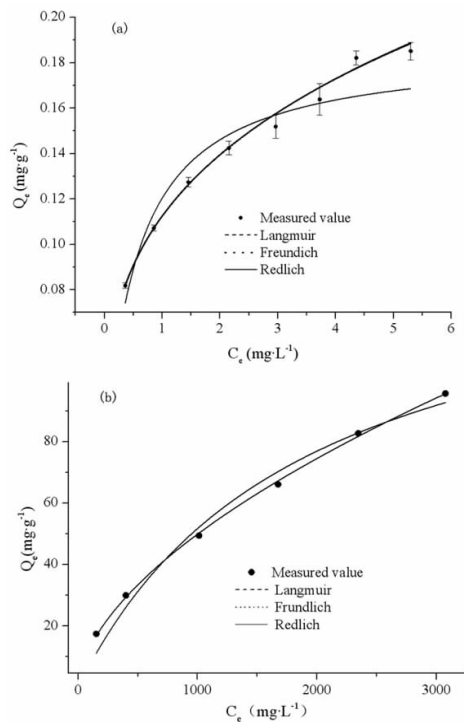 (a)
0.20
0.18
0.16
0.14
0.12
0.10
0.08
Qe (mg·g-1)
Measured value
Langmuir
Freundich
Redlich
0 1 2 3 4 5 6
Ce (mg·L-1)
(b)
80
60
40
20
Qe(mg·g-1)
Measured value
Langmuir
Frundlich
Redlich
1000 2000 3000
Ce (mg·L-1)